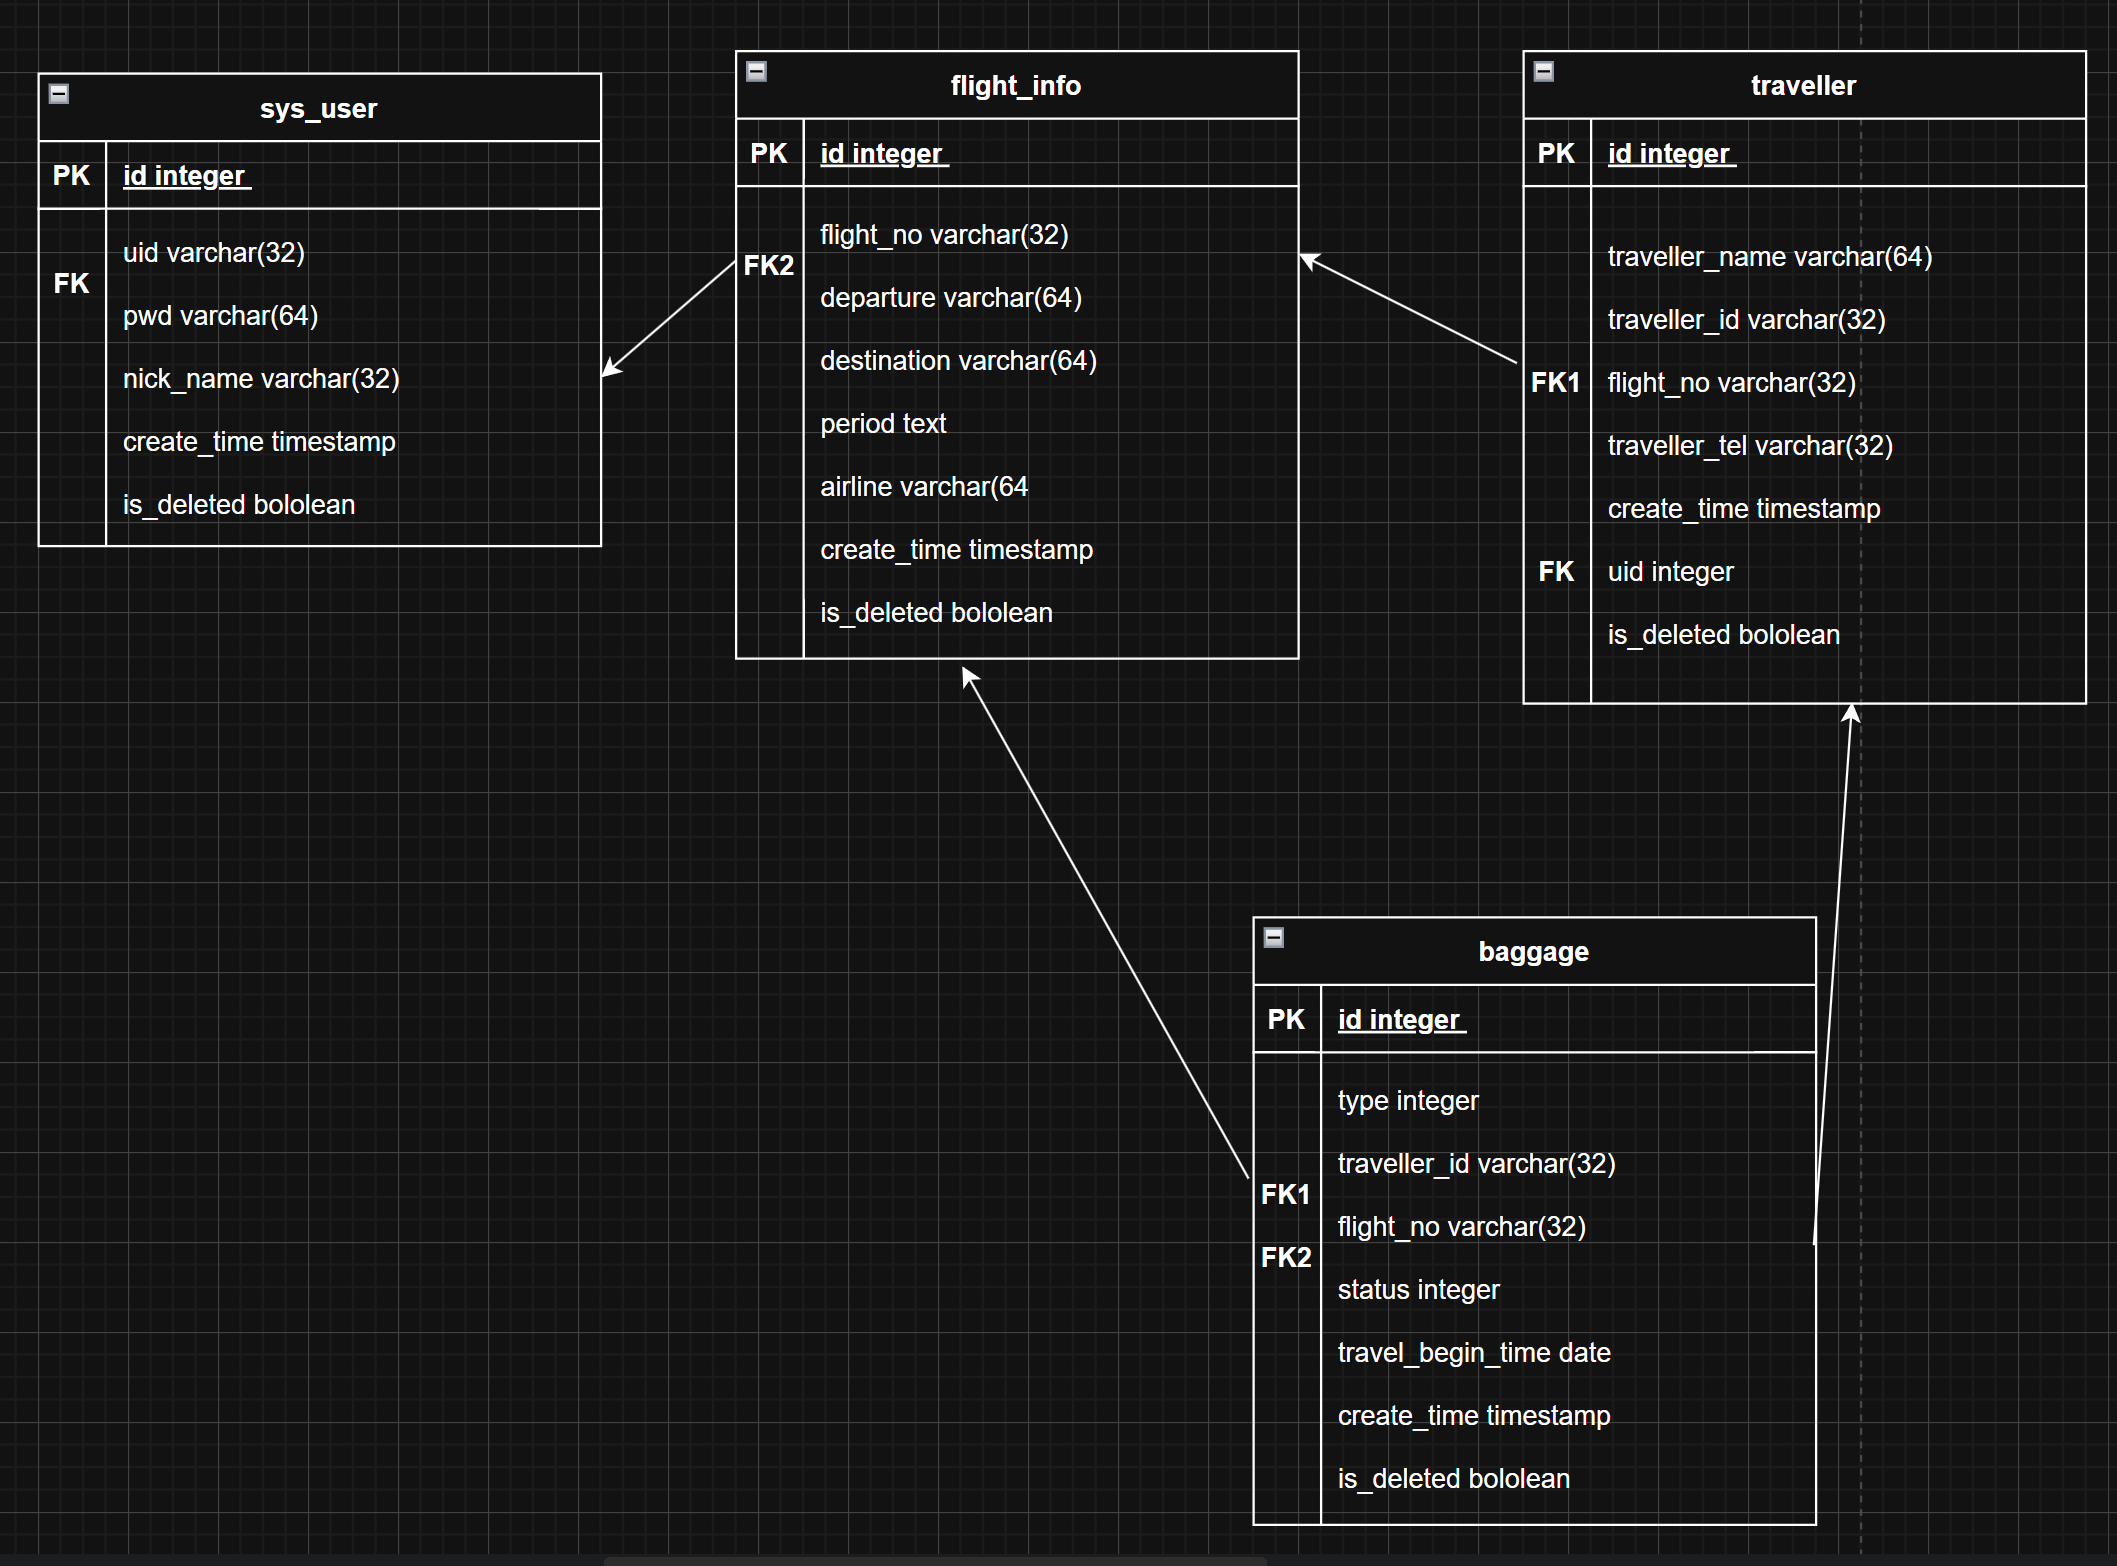 sys_user
PK id integer
uid varchar(32)
FK
pwd varchar(64)
nick_name varchar(32)
create_time timestamp
is_deleted bololean
flight_info
PK id integer
flight_no varchar(32)
FK2
departure varchar(64)
destination varchar(64)
period text
airline varchar(64
create_time timestamp
is_deleted bololean
traveller
PK id integer
traveller_name varchar(64)
traveller_id varchar(32)
FK1 flight_no varchar(32)
traveller_tel varchar(32)
create_time timestamp
FK uid integer
is_deleted bololean
baggage
PK id integer
type integer
traveller_id varchar(32)
FK1
flight_no varchar(32)
FK2
status integer
travel_begin_time date
create_time timestamp
is_deleted bololean